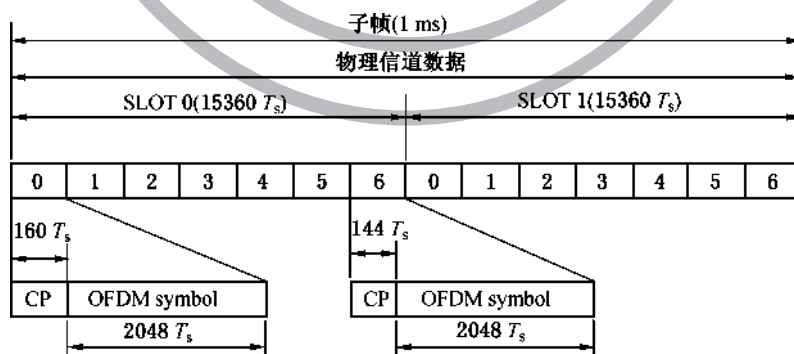 子帧(1 ms)
物理信道数据
SLOT 0(15360 Tₛ) SLOT 1(15360 Tₛ)
0 1 2 3 4 5 6 0 1 2 3 4 5 6
160 Tₛ 144 Tₛ
CP OFDM symbol CP OFDM symbol
2048 Tₛ 2048 Tₛ